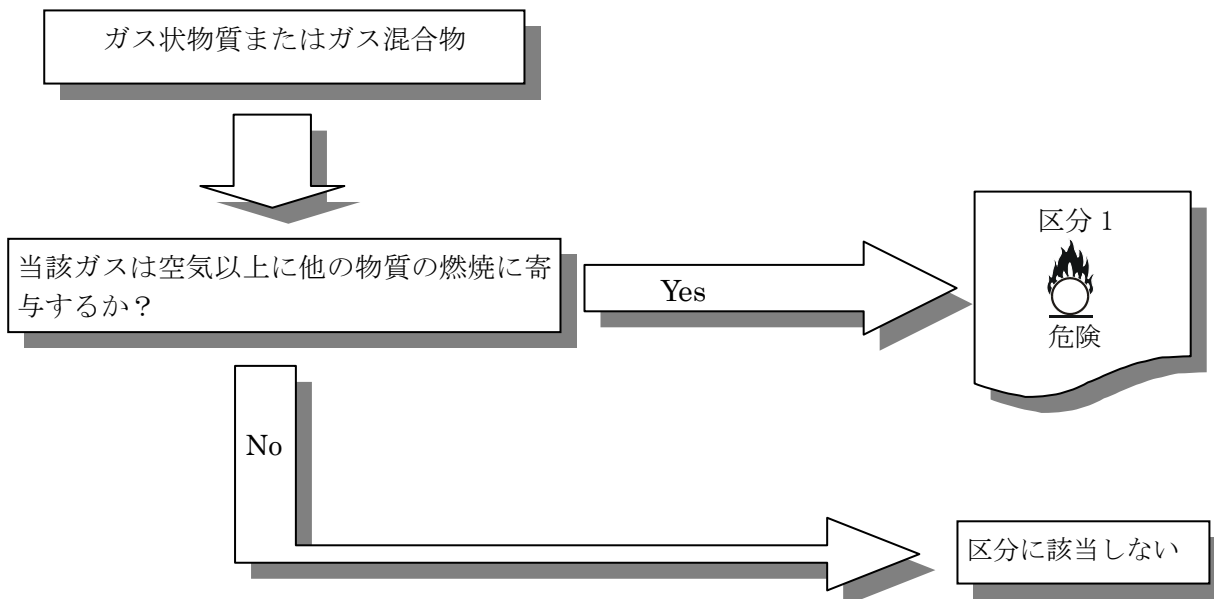 ガス状物質またはガス混合物
当該ガスは空気以上に他の物質の燃焼に寄
与するか？
Yes
区分 1
危険
No
区分に該当しない